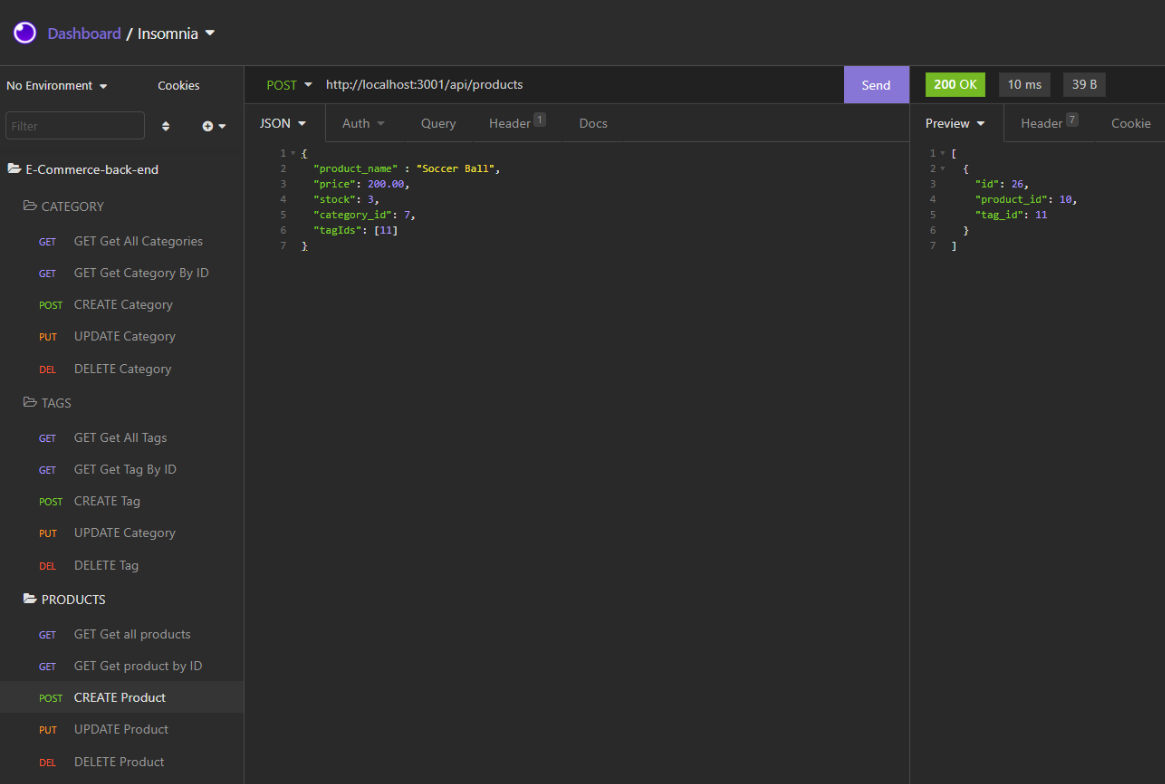 Dashboard / Insomnia
No Environment Cookies
Filter
E-Commerce-back-end
CATEGORY
GET GET Get All Categories
GET GET Get Category By ID
POST CREATE Category
PUT UPDATE Category
DEL DELETE Category
TAGS
GET GET Get All Tags
GET GET Get Tag By ID
POST CREATE Tag
PUT UPDATE Category
DEL DELETE Tag
PRODUCTS
GET GET Get all products
GET GET Get product by ID
POST CREATE Product
PUT UPDATE Product
DEL DELETE Product
POST http://localhost:3001/api/products Send
JSON Auth Query Header 1 Docs
1 {
2 "product_name" : "Soccer Ball",
3 "price": 200.00,
4 "stock": 3,
5 "category_id": 7,
6 "tagIds": [11]
7 }
200 OK 10 ms 39 B
Preview Header 7 Cookie
1 [
2 {
3 "id": 26,
4 "product_id": 10,
5 "tag_id": 11
6 }
7 ]